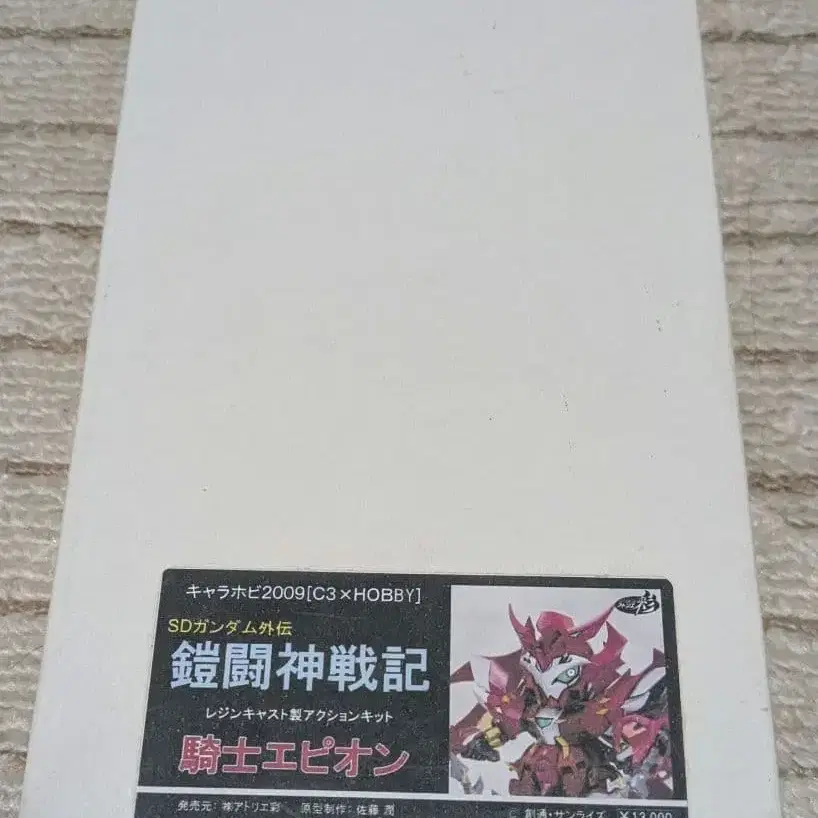 キャラホビ2009[C3×HOBBY]
SDガンダム外伝
鎧闘神戦記
レジンキャスト製アクションキット
騎士エピオン
発売元：㈱アトリエ彩　原型制作：佐藤 潤
© 創通・サンライズ　¥13,000